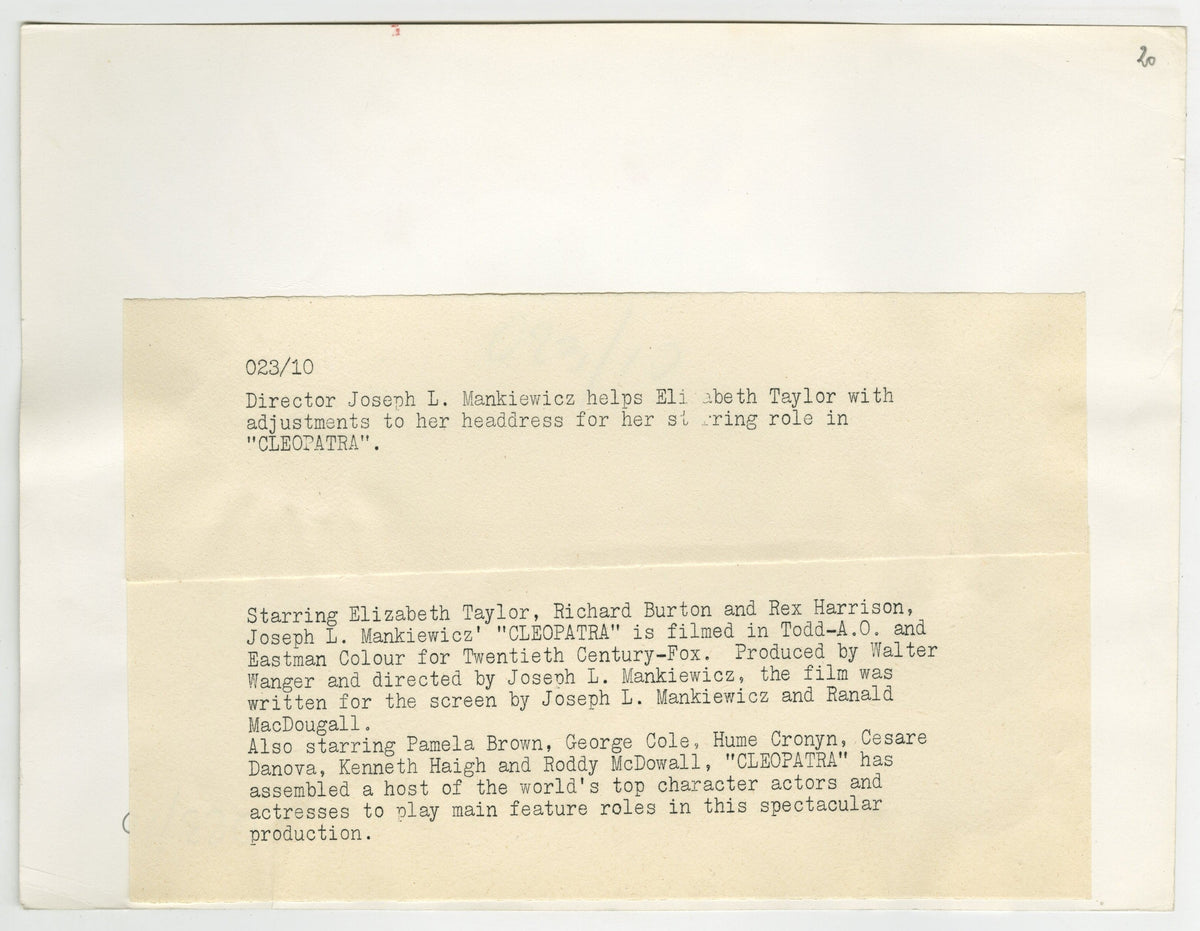 20
023/10
Director Joseph L. Mankiewicz helps Eli abeth Taylor with
adjustments to her headdress for her st rring role in
"CLEOPATRA".
Starring Elizabeth Taylor, Richard Burton and Rex Harrison,
Joseph L. Mankiewicz' "CLEOPATRA" is filmed in Todd-A.O. and
Eastman Colour for Twentieth Century-Fox. Produced by Walter
Wanger and directed by Joseph L. Mankiewicz, the film was
written for the screen by Joseph L. Mankiewicz and Ranald
MacDougall.
Also starring Pamela Brown, George Cole, Hume Cronyn, Cesare
Danova, Kenneth Haigh and Roddy McDowall, "CLEOPATRA" has
assembled a host of the world's top character actors and
actresses to play main feature roles in this spectacular
production.